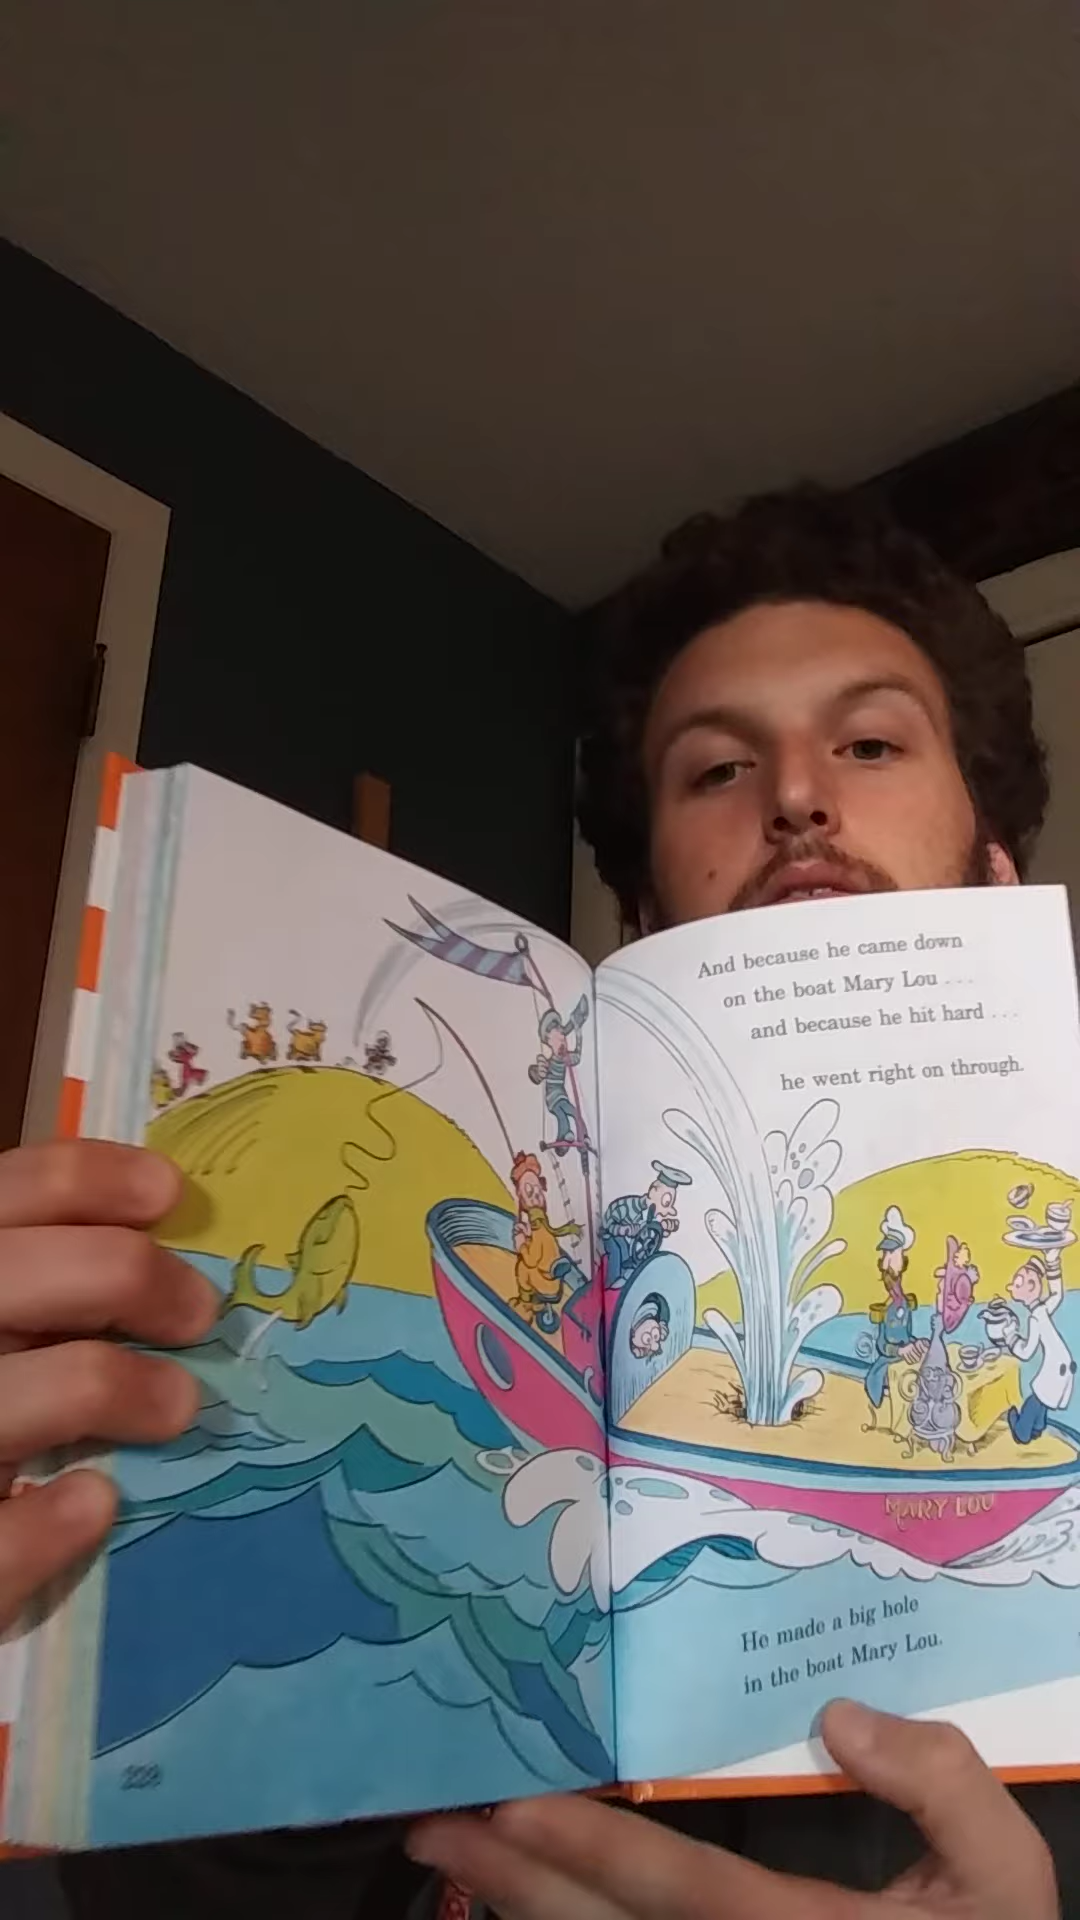 And because he came down
on the boat Mary Lou . . .
and because he hit hard . . .
he went right on through.
MARY LOU
He made a big hole
in the boat Mary Lou.